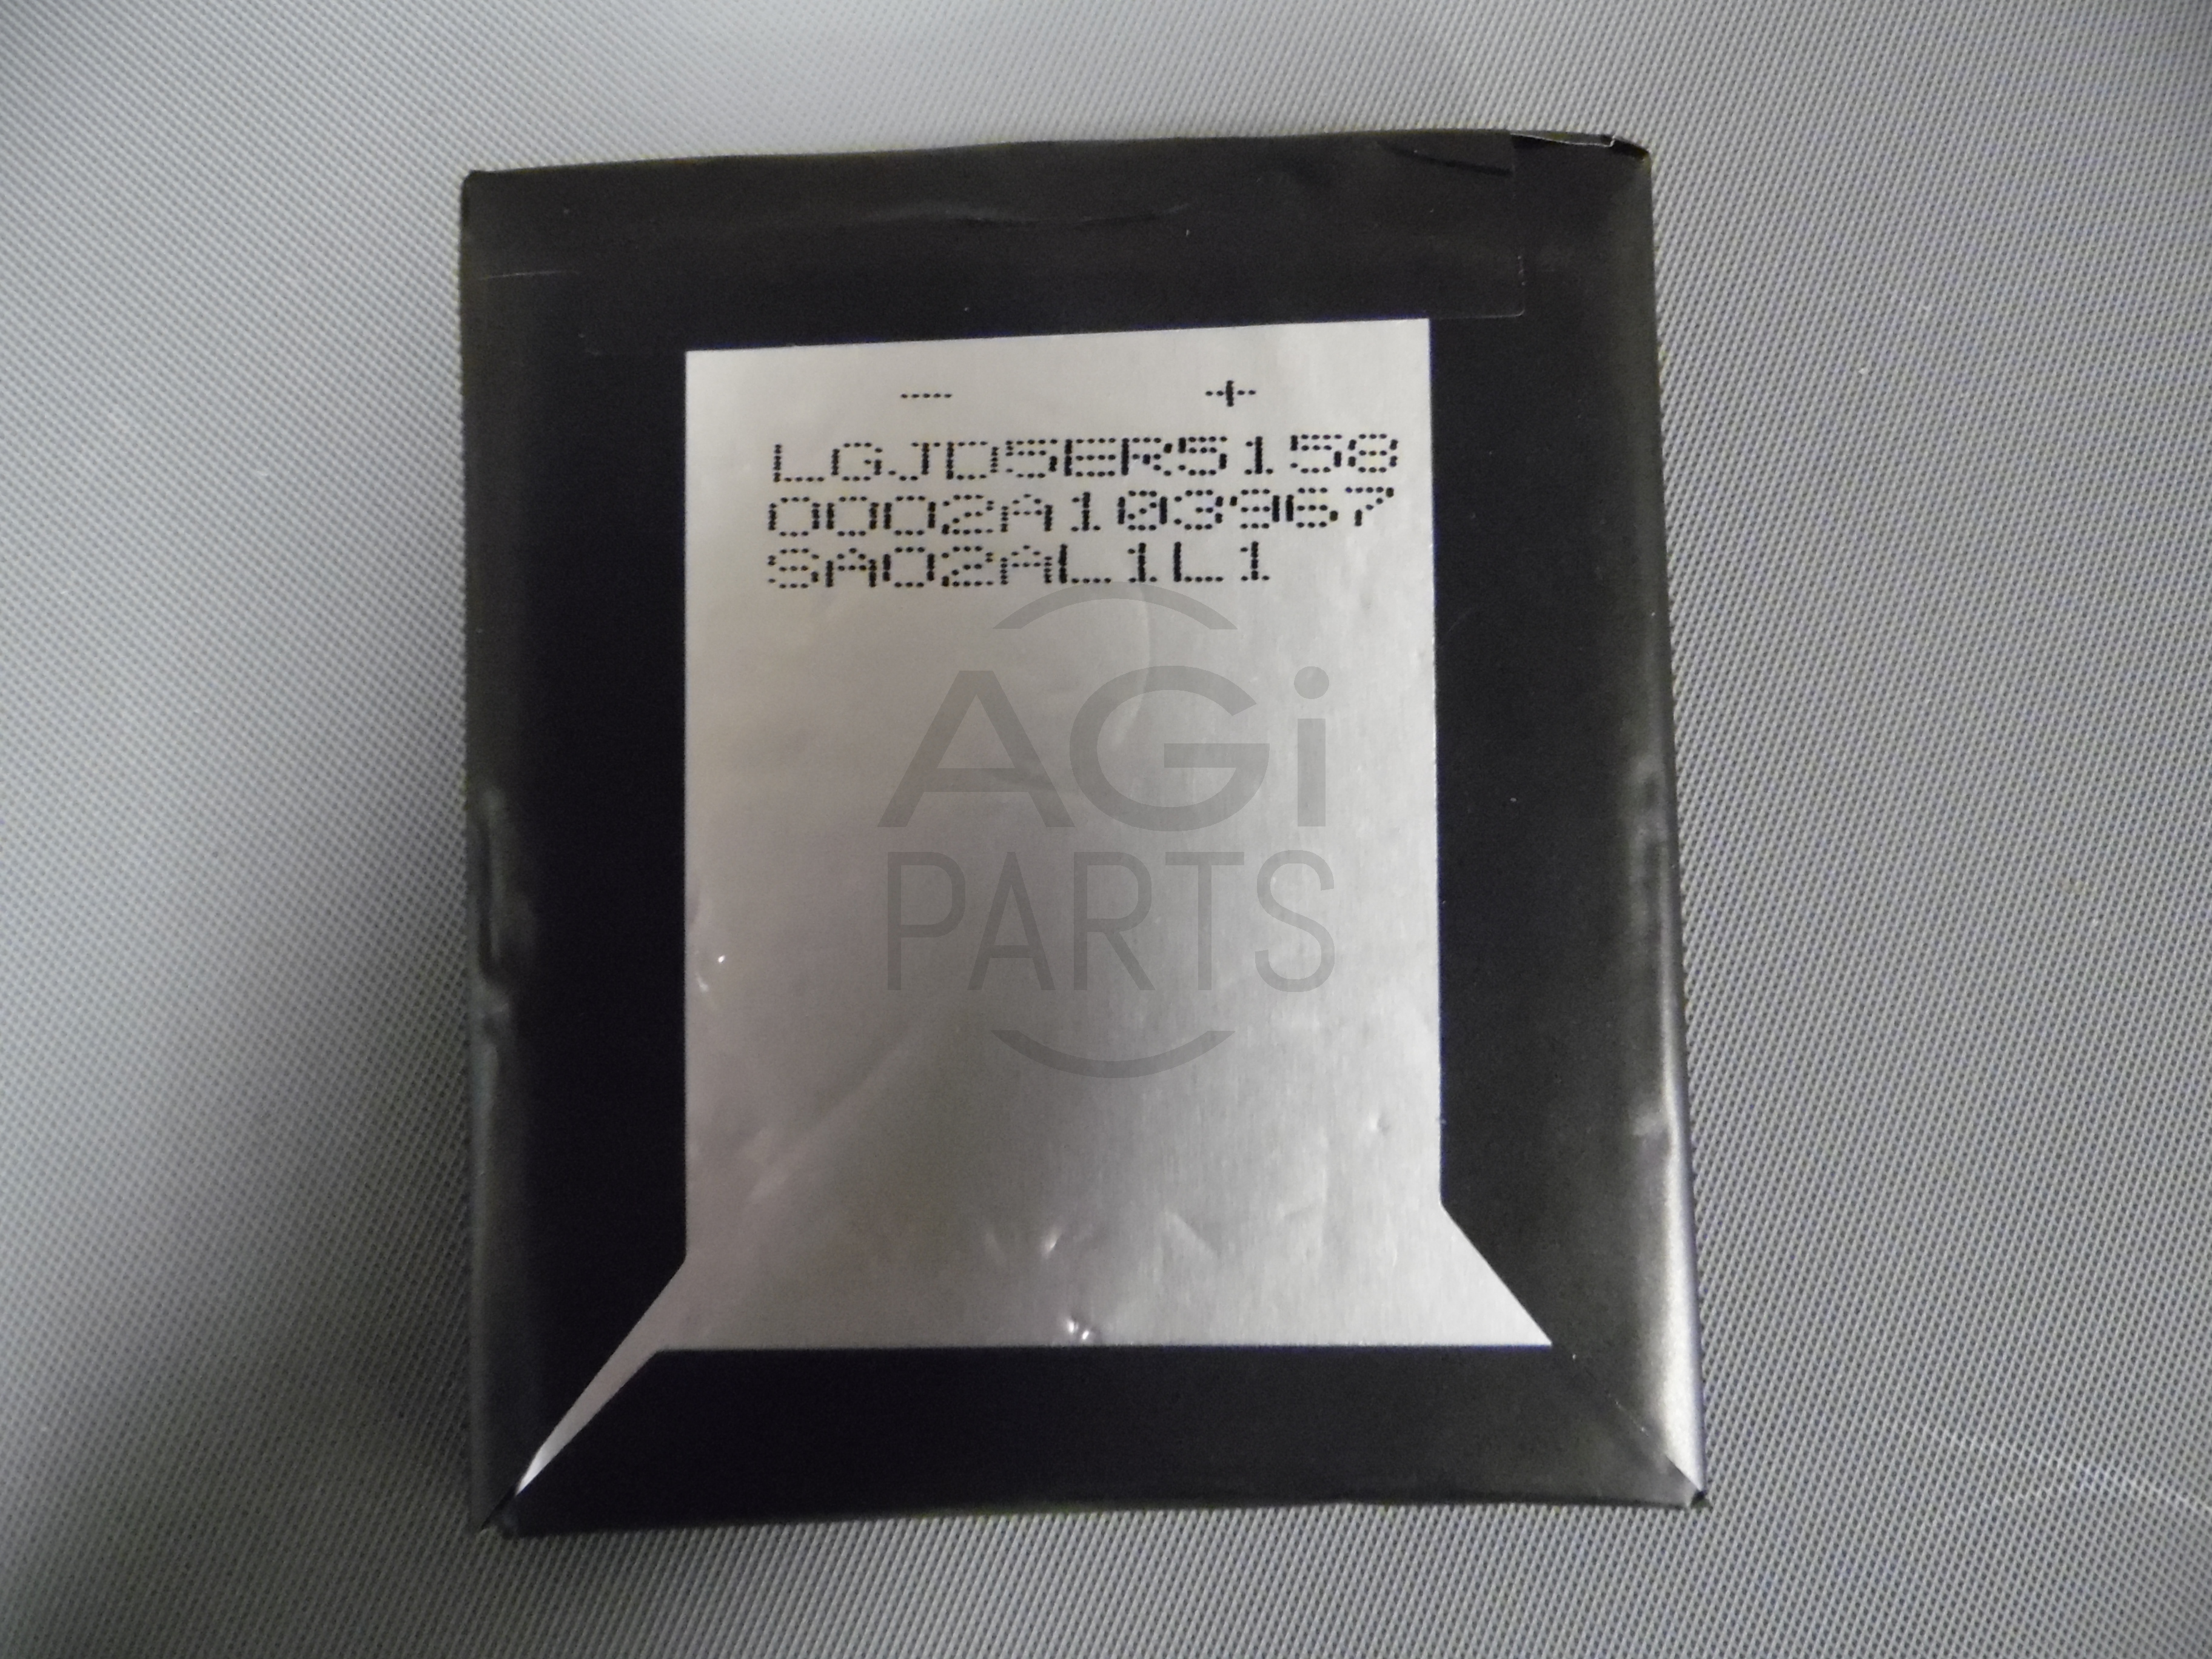 - +
LGJD5ER5158
0002A103967
SA02AL1L1
AGi
PARTS